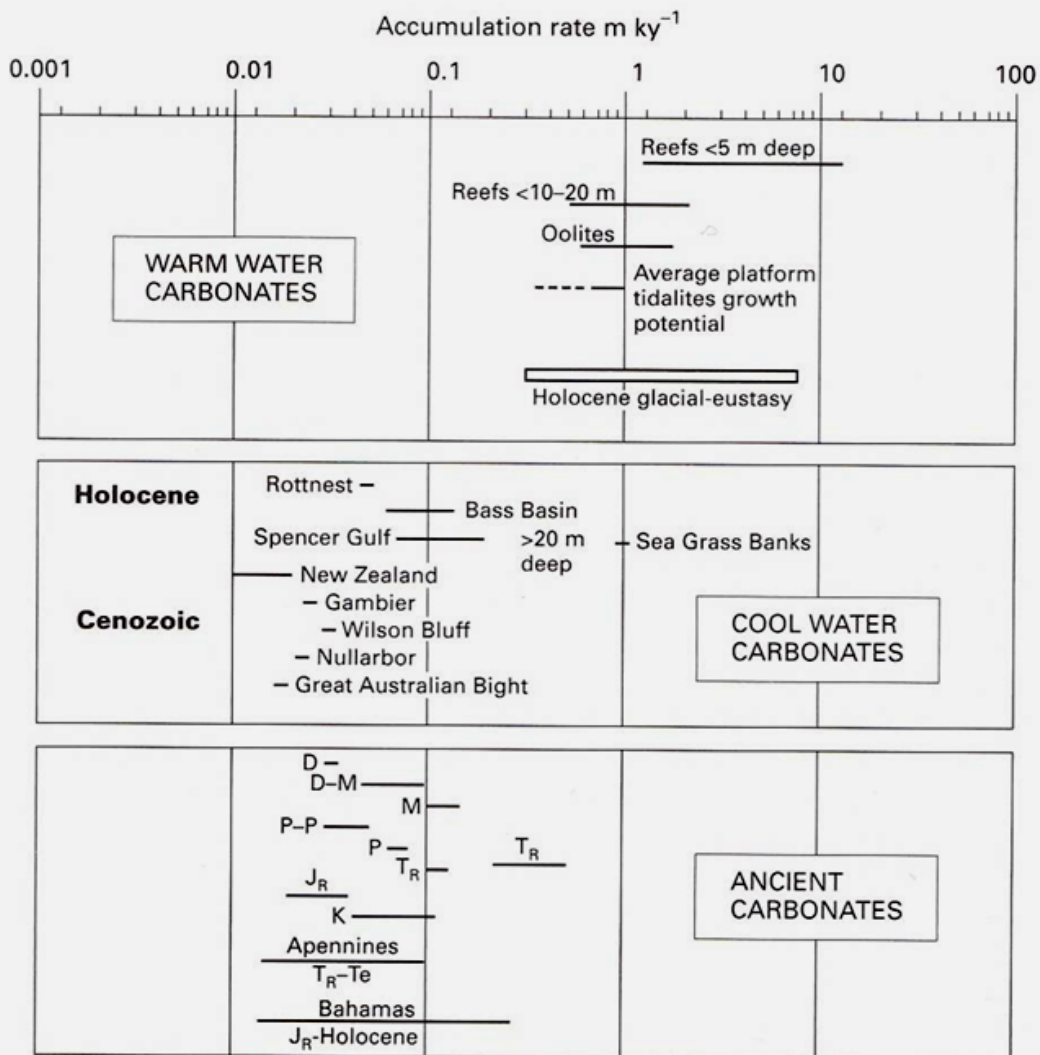 Accumulation rate m ky⁻¹
0.001 0.01 0.1 1 10 100
Reefs <5 m deep
Reefs <10–20 m
Oolites
WARM WATER
CARBONATES
Average platform
tidalites growth
potential
Holocene glacial-eustasy
Holocene
Rottnest
Bass Basin
Spencer Gulf
>20 m
deep
Sea Grass Banks
New Zealand
Cenozoic
Gambier
Wilson Bluff
Nullarbor
Great Australian Bight
COOL WATER
CARBONATES
D
D–M
M
P–P
P
T_R
T_R
J_R
K
ANCIENT
CARBONATES
Apennines
T_R–Te
Bahamas
J_R-Holocene